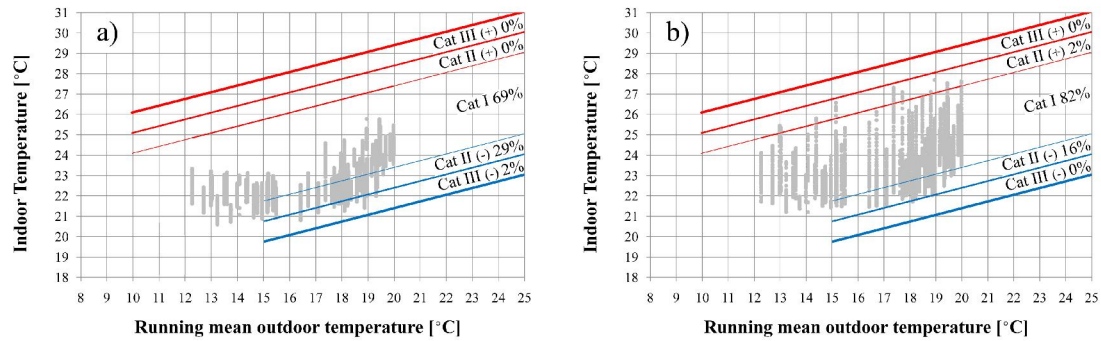 a)
Indoor Temperature [°C]
31
30
29
28
27
26
25
24
23
22
21
20
19
18
Cat III (+) 0%
Cat II (+) 0%
Cat I 69%
Cat II (-) 29%
Cat III (-) 2%
8 9 10 11 12 13 14 15 16 17 18 19 20 21 22 23 24 25
Running mean outdoor temperature [°C]
b)
Indoor Temperature [°C]
31
30
29
28
27
26
25
24
23
22
21
20
19
18
Cat III (+) 0%
Cat II (+) 2%
Cat I 82%
Cat II (-) 16%
Cat III (-) 0%
8 9 10 11 12 13 14 15 16 17 18 19 20 21 22 23 24 25
Running mean outdoor temperature [°C]